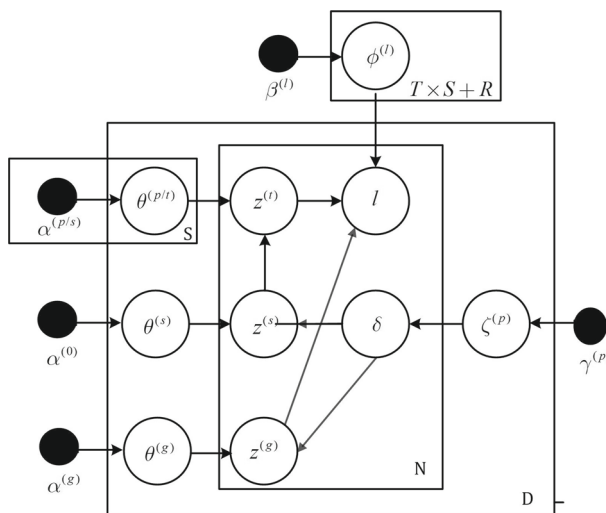 β^(l) φ^(l)
T × S + R
α^(p/s) θ^(p/t) z^(t) l
S
α^(0) θ^(s) z^(s) δ ζ^(p) γ^(p
α^(g) θ^(g) z^(g)
N
D